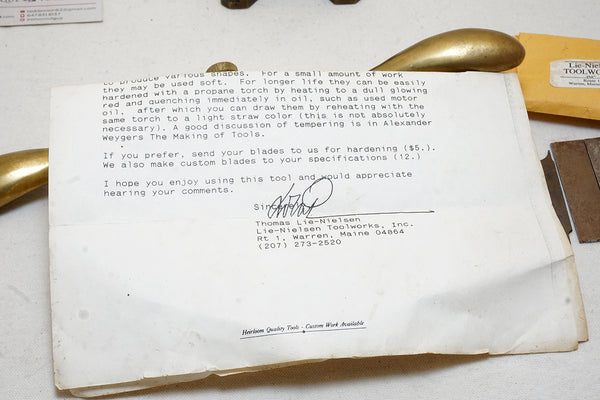 to produce various shapes. For a small amount of work
they may be used soft. For longer life they can be easily
hardened with a propane torch by heating to a dull glowing
red and quenching immediately in oil, such as used motor
oil, after which you can draw them by reheating with the
same torch to a light straw color (this is not absolutely
necessary). A good discussion of tempering is in Alexander
Weygers The Making of Tools.
If you prefer, send your blades to us for hardening ($5.).
We also make custom blades to your specifications (12.)
I hope you enjoy using this tool and would appreciate
hearing your comments.
Sincerely
Thomas Lie-Nielsen
Lie-Nielsen Toolworks, Inc.
Rt 1, Warren, Maine 04864
(207) 273-2520
Heirloom Quality Tools - Custom Work Available
Lie-Nielsen
TOOLWORKS